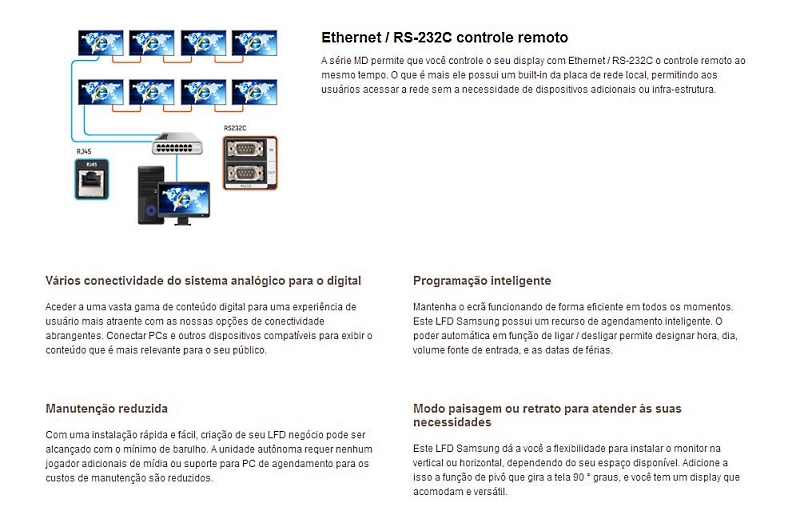 Ethernet / RS-232C controle remoto
A série MD permite que você controle o seu display com Ethernet / RS-232C o controle remoto ao
mesmo tempo. O que é mais ele possui um built-in da placa de rede local, permitindo aos
usuários acessar a rede sem a necessidade de dispositivos adicionais ou infra-estrutura.
RS232C
IN
OUT
RJ45
RJ45
Vários conectividade do sistema analógico para o digital
Aceder a uma vasta gama de conteúdo digital para uma experiência de
usuário mais atraente com as nossas opções de conectividade
abrangentes. Conectar PCs e outros dispositivos compatíveis para exibir o
conteúdo que é mais relevante para o seu público.
Programação inteligente
Mantenha o ecrã funcionando de forma eficiente em todos os momentos.
Este LFD Samsung possui um recurso de agendamento inteligente. O
poder automática em função de ligar / desligar permite designar hora, dia,
volume fonte de entrada, e as datas de férias.
Manutenção reduzida
Com uma instalação rápida e fácil, criação de seu LFD negócio pode ser
alcançado com o mínimo de barulho. A unidade autônoma requer nenhum
jogador adicionais de mídia ou suporte para PC de agendamento para os
custos de manutenção são reduzidos.
Modo paisagem ou retrato para atender às suas
necessidades
Este LFD Samsung dá a você a flexibilidade para instalar o monitor na
vertical ou horizontal, dependendo do seu espaço disponível. Adicione a
isso a função de pivô que gira a tela 90 ° graus, e você tem um display que
acomodam e versátil.